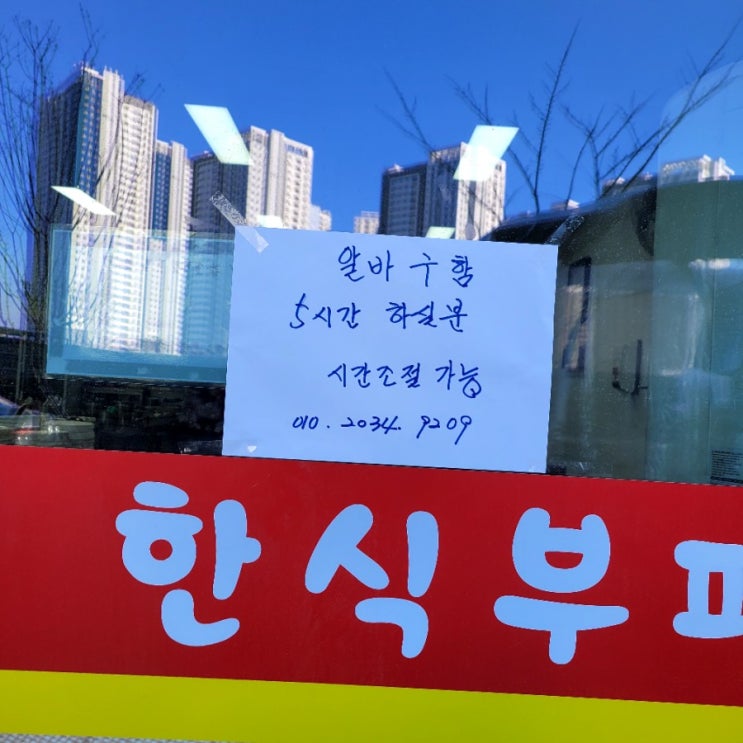 알바 구함
5시간 하실분
시간조절 가능
010. 2034. 9209
한식부